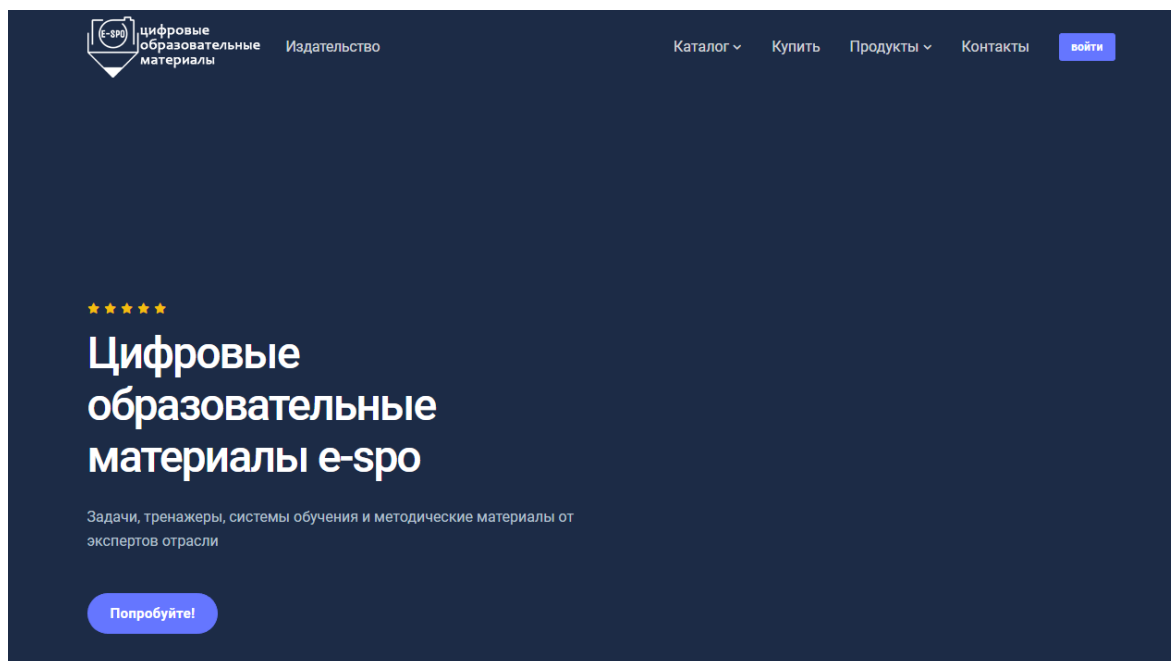 E-SPO
цифровые
образовательные
материалы
Издательство
Каталог
Купить
Продукты
Контакты
войти
Цифровые
образовательные
материалы e-spo
Задачи, тренажеры, системы обучения и методические материалы от
экспертов отрасли
Попробуйте!